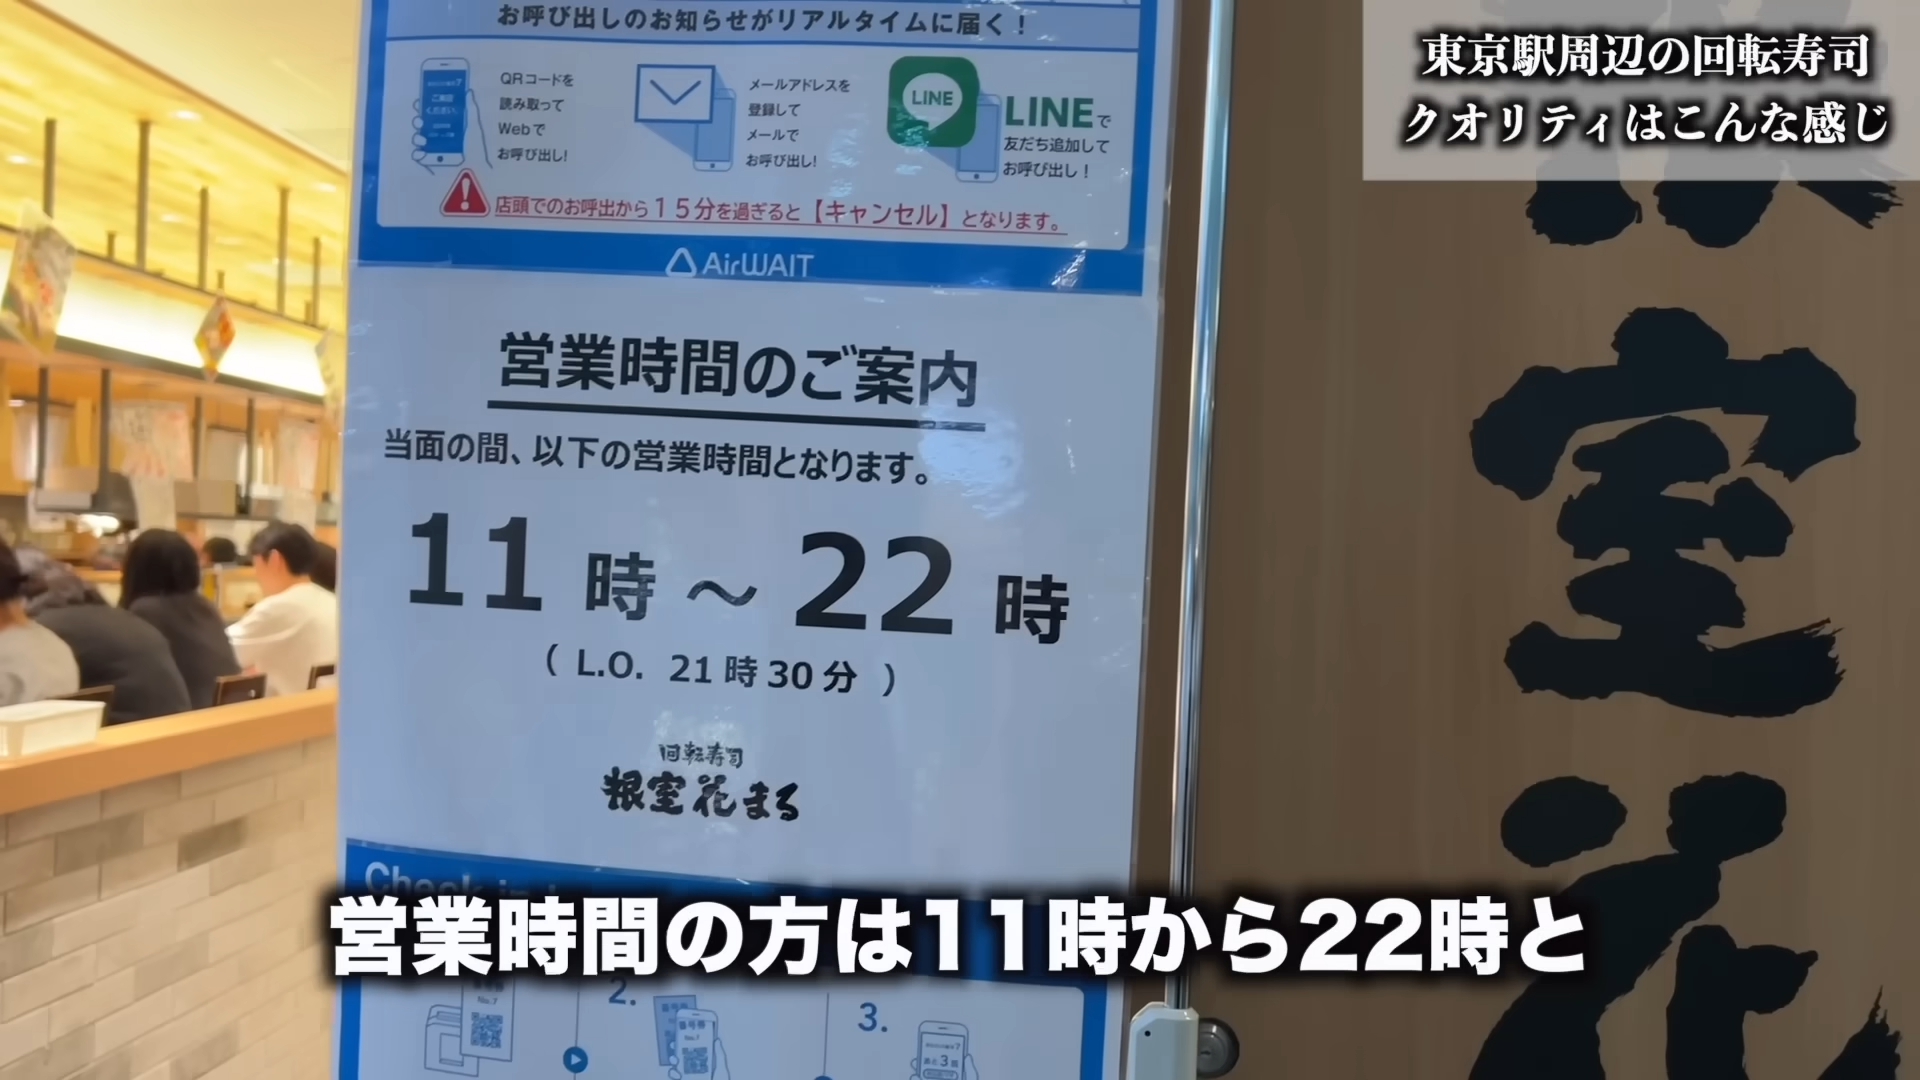 お呼び出しのお知らせがリアルタイムに届く！
QRコードを
読み取って
Webで
お呼び出し!
メールアドレスを
登録して
メールで
お呼び出し!
LINE
LINEで
友だち追加して
お呼び出し！
店頭でのお呼出から１５分を過ぎると【キャンセル】となります。
AirWAIT
営業時間のご案内
当面の間、以下の営業時間となります。
11時～22時
（L.O. 21時30分）
回転寿司
根室花まる
東京駅周辺の回転寿司
クオリティはこんな感じ
室花
営業時間の方は11時から22時と
No.7
2.
3.